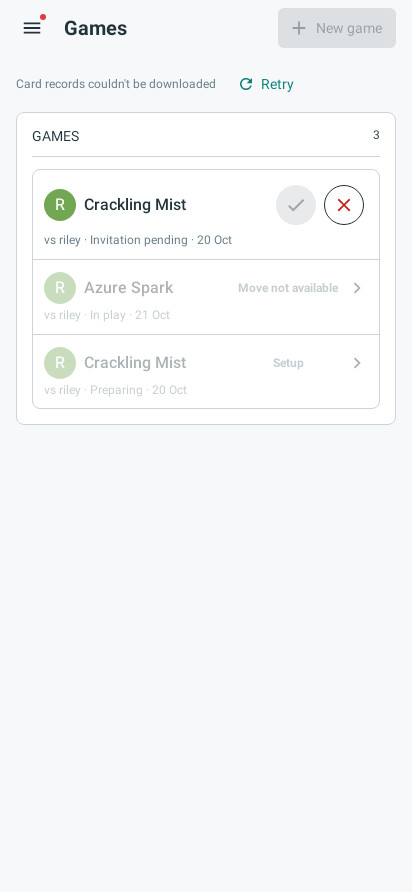 Games
New game
Card records couldn't be downloaded
Retry
GAMES
3
R
Crackling Mist
vs riley · Invitation pending · 20 Oct
R
Azure Spark
Move not available
vs riley · In play · 21 Oct
R
Crackling Mist
Setup
vs riley · Preparing · 20 Oct